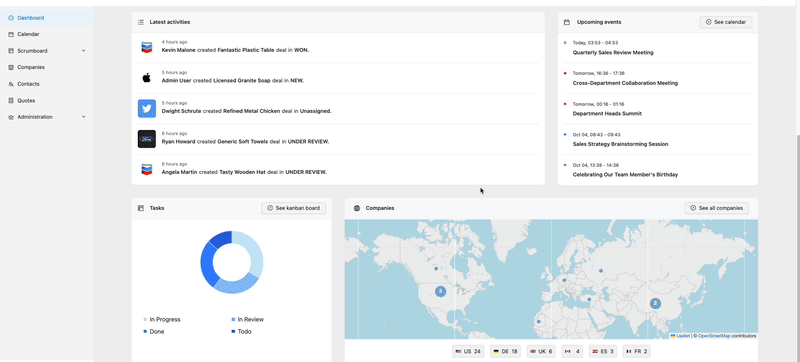 Dashboard
Calendar
Scrumboard
Companies
Contacts
Quotes
Administration
Latest activities
4 hours ago
Kevin Malone created Fantastic Plastic Table deal in WON.
5 hours ago
Admin User created Licensed Granite Soap deal in NEW.
5 hours ago
Dwight Schrute created Refined Metal Chicken deal in Unassigned.
6 hours ago
Ryan Howard created Generic Soft Towels deal in UNDER REVIEW.
6 hours ago
Angela Martin created Tasty Wooden Hat deal in UNDER REVIEW.
Upcoming events
See calendar
Today, 03:53 - 04:53
Quarterly Sales Review Meeting
Tomorrow, 16:36 - 17:36
Cross-Department Collaboration Meeting
Tomorrow, 00:16 - 01:16
Department Heads Summit
Oct 04, 08:43 - 09:43
Sales Strategy Brainstorming Session
Oct 04, 13:38 - 14:38
Celebrating Our Team Member's Birthday
Tasks
See kanban board
In Progress
In Review
Done
Todo
Companies
See all companies
3
2
Leaflet | © OpenStreetMap contributors
US 24
DE 18
UK 6
4
ES 3
FR 2